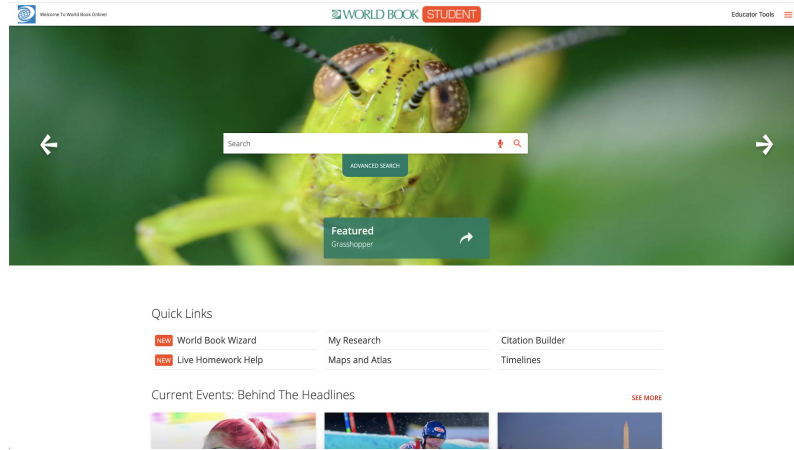 Welcome To World Book Online!
WORLD BOOK STUDENT
Educator Tools
Search
ADVANCED SEARCH
Featured
Grasshopper
Quick Links
NEW World Book Wizard
My Research
Citation Builder
NEW Live Homework Help
Maps and Atlas
Timelines
Current Events: Behind The Headlines
SEE MORE